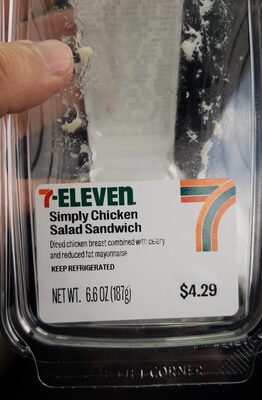 7-ELEVEN
Simply Chicken
Salad Sandwich
Diced chicken breast combined with celery
and reduced fat mayonnaise
KEEP REFRIGERATED
NET WT. 6.6 OZ (187g)
$4.29
CORNER